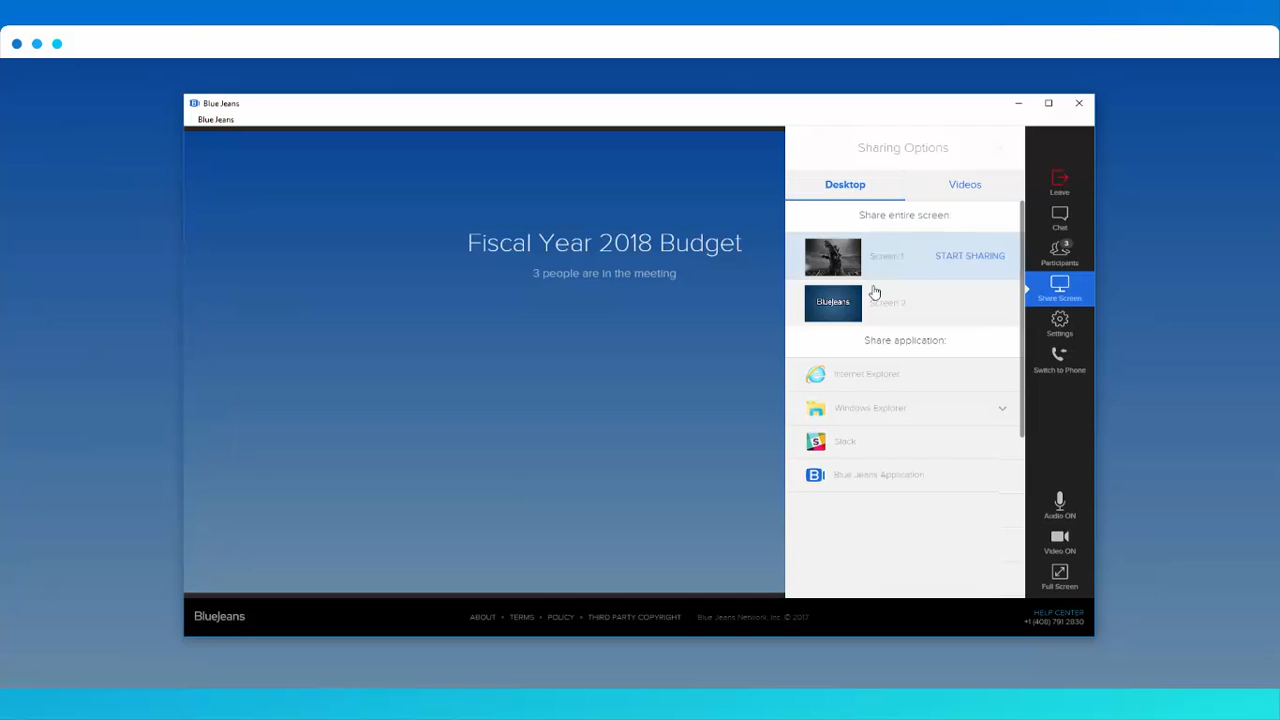 Blue Jeans
Blue Jeans
Fiscal Year 2018 Budget
3 people are in the meeting
Sharing Options
Desktop
Videos
Share entire screen:
Screen 1
START SHARING
BlueJeans
Screen 2
Share application:
Internet Explorer
Windows Explorer
Slack
Blue Jeans Application
Leave
Chat
3
Participants
Share Screen
Settings
Switch to Phone
Audio ON
Video ON
Full Screen
BlueJeans
ABOUT • TERMS • POLICY • THIRD PARTY COPYRIGHT Blue Jeans Network, Inc. © 2017
HELP CENTER
+1 (408) 791 2830